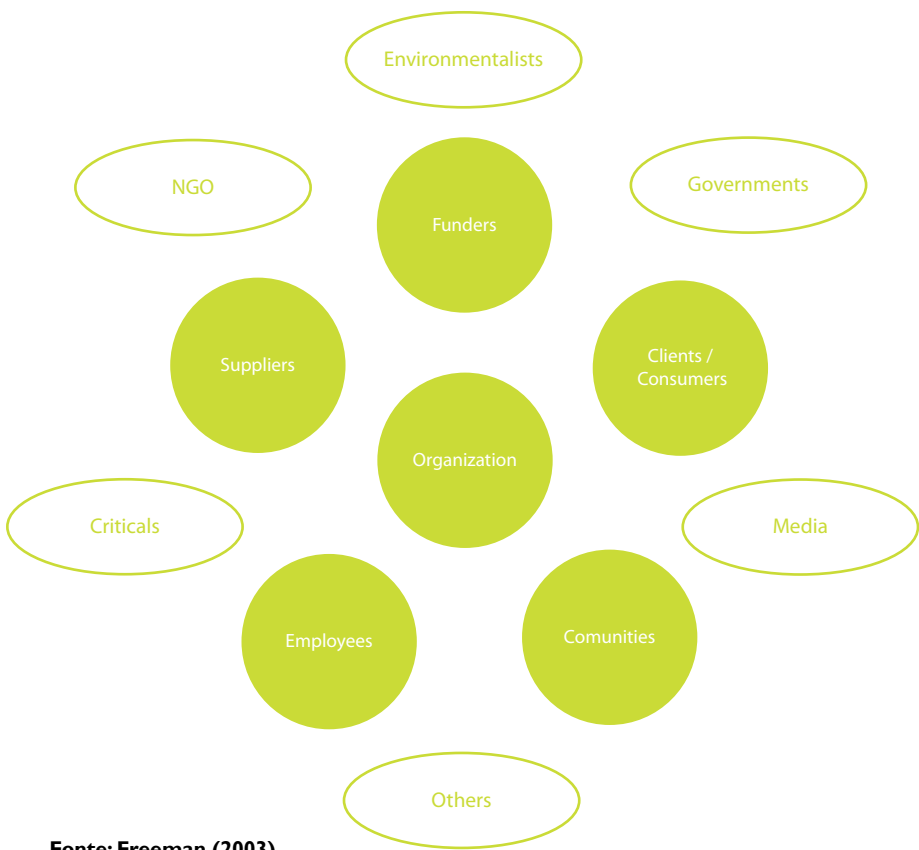 Environmentalists
NGO
Governments
Funders
Suppliers
Clients /
Consumers
Organization
Criticals
Media
Employees
Comunities
Others
Fonte: Freeman (2003)